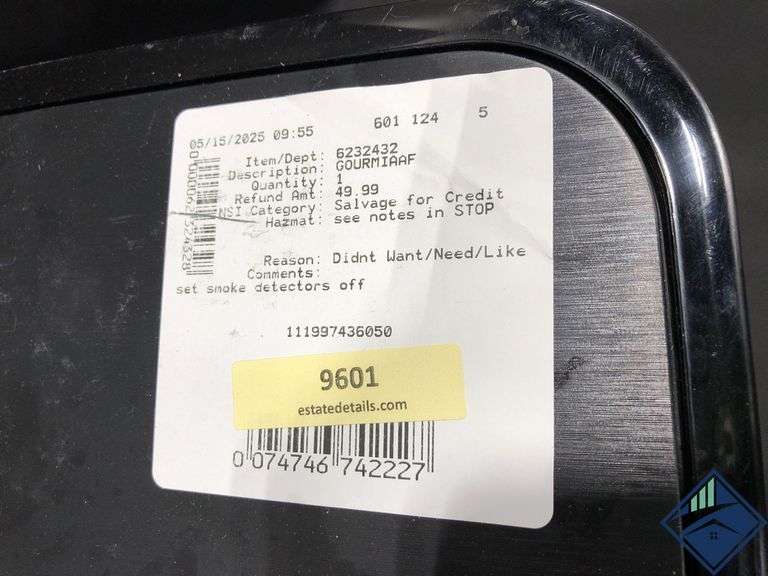 05/15/2025 09:55 601 124 5
Item/Dept: 6232432
Description: GOURMIAAF
Quantity: 1
Refund Amt: 49.99
NSI Category: Salvage for Credit
Hazmat: see notes in STOP
Reason: Didnt Want/Need/Like
Comments:
set smoke detectors off
111997436050
9601
estatedetails.com
0 074746 742227